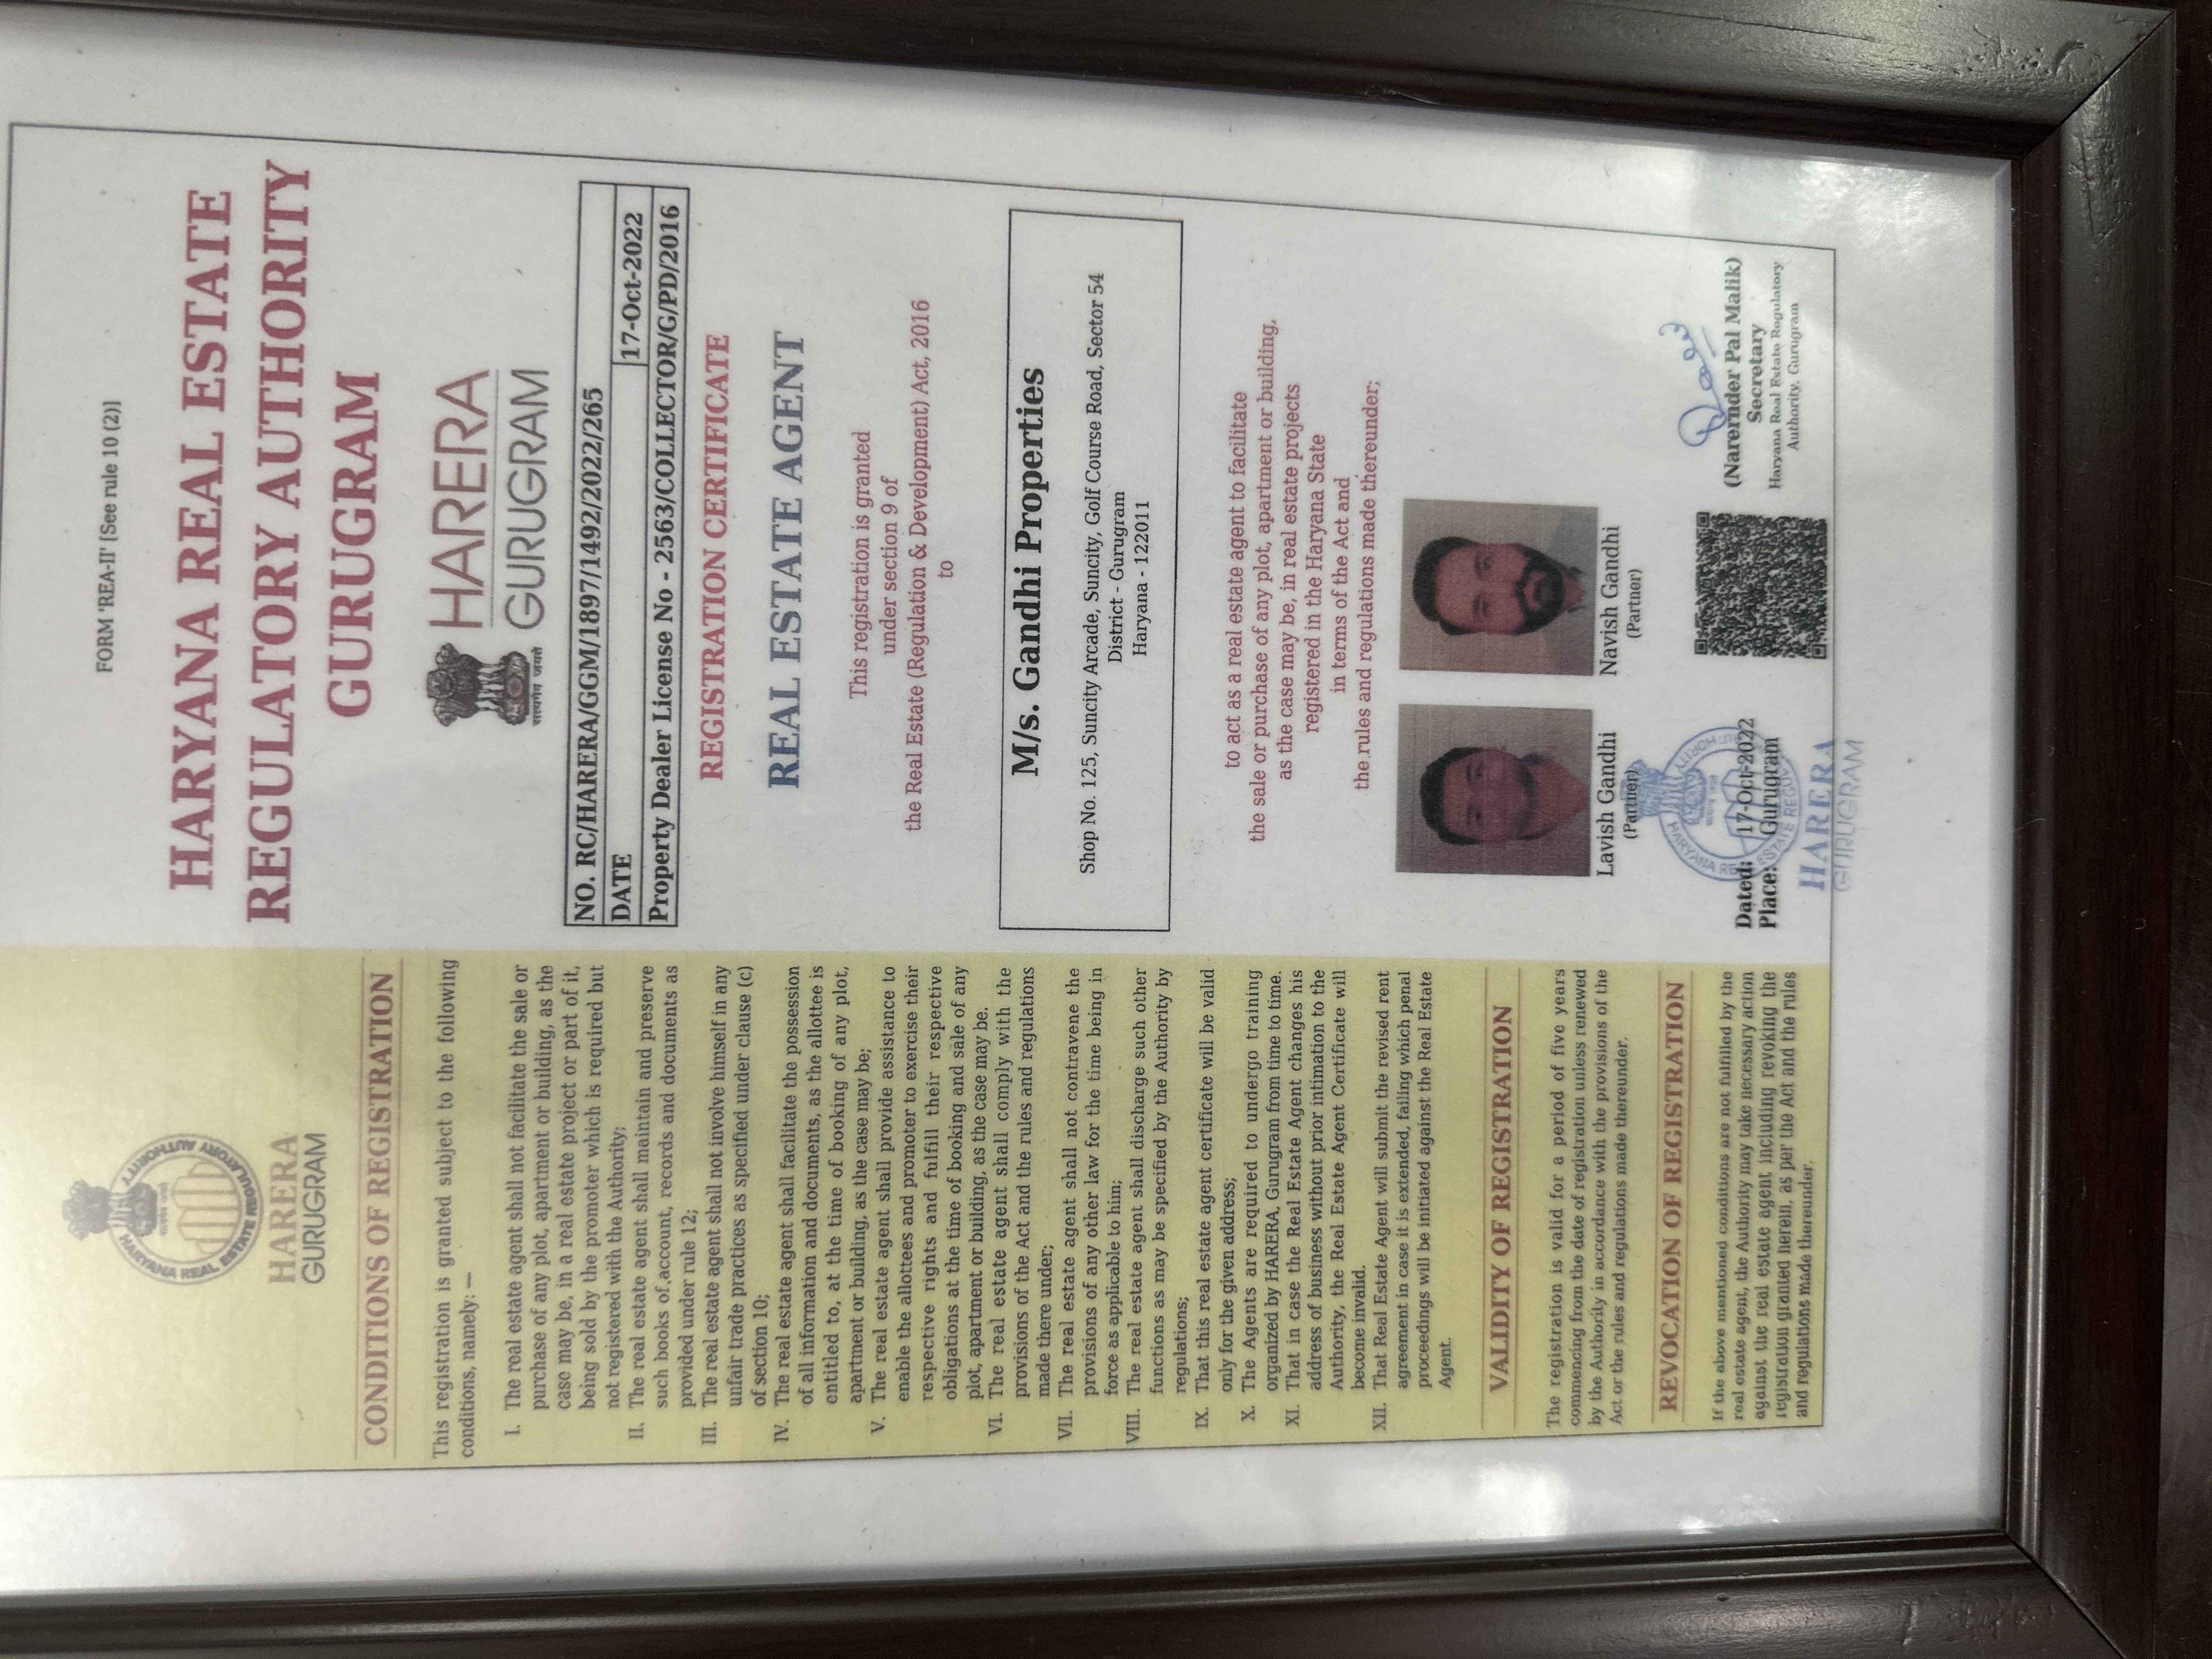 HARYANA REAL ESTATE REGULATORY AUTHORITY
HARERA
GURUGRAM
CONDITIONS OF REGISTRATION
This registration is granted subject to the following
conditions, namely: —
I. The real estate agent shall not facilitate the sale or
purchase of any plot, apartment or building, as the
case may be, in a real estate project or part of it,
being sold by the promoter which is required but
not registered with the Authority;
II. The real estate agent shall maintain and preserve
such books of account, records and documents as
provided under rule 12;
III. The real estate agent shall not involve himself in any
unfair trade practices as specified under clause (c)
of section 10;
IV. The real estate agent shall facilitate the possession
of all information and documents, as the allottee is
entitled to, at the time of booking of any plot,
apartment or building, as the case may be;
V. The real estate agent shall provide assistance to
enable the allottees and promoter to exercise their
respective rights and fulfill their respective
obligations at the time of booking and sale of any
plot, apartment or building, as the case may be.
VI. The real estate agent shall comply with the
provisions of the Act and the rules and regulations
made there under;
VII. The real estate agent shall not contravene the
provisions of any other law for the time being in
force as applicable to him;
VIII. The real estate agent shall discharge such other
functions as may be specified by the Authority by
regulations;
IX. That this real estate agent certificate will be valid
only for the given address;
X. The Agents are required to undergo training
organized by HARERA, Gurugram from time to time.
XI. That in case the Real Estate Agent changes his
address of business without prior intimation to the
Authority, the Real Estate Agent Certificate will
become invalid.
XII. That Real Estate Agent will submit the revised rent
agreement in case it is extended, failing which penal
proceedings will be initiated against the Real Estate
Agent.
VALIDITY OF REGISTRATION
The registration is valid for a period of five years
commencing from the date of registration unless renewed
by the Authority in accordance with the provisions of the
Act or the rules and regulations made thereunder.
REVOCATION OF REGISTRATION
If the above mentioned conditions are not fulfilled by the
real estate agent, the Authority may take necessary action
against the real estate agent including revoking the
registration granted herein, as per the Act and the rules
and regulations made thereunder.
FORM 'REA-II' [See rule 10 (2)]
HARYANA REAL ESTATE
REGULATORY AUTHORITY
GURUGRAM
HARERA
GURUGRAM
सत्यमेव जयते
NO. RC/HARERA/GGM/1897/1492/2022/265
DATE 17-Oct-2022
Property Dealer License No - 2563/COLLECTOR/G/PD/2016
REGISTRATION CERTIFICATE
REAL ESTATE AGENT
This registration is granted
under section 9 of
the Real Estate (Regulation & Development) Act, 2016
to
M/s. Gandhi Properties
Shop No. 125, Suncity Arcade, Suncity, Golf Course Road, Sector 54
District - Gurugram
Haryana - 122011
to act as a real estate agent to facilitate
the sale or purchase of any plot, apartment or building,
as the case may be, in real estate projects
registered in the Haryana State
in terms of the Act and
the rules and regulations made thereunder;
Lavish Gandhi
(Partner)
Navish Gandhi
(Partner)
Dated: 17-Oct-2022
Place: Gurugram
HARERA
GURUGRAM
(Narender Pal Malik)
Secretary
Haryana Real Estate Regulatory
Authority, Gurugram